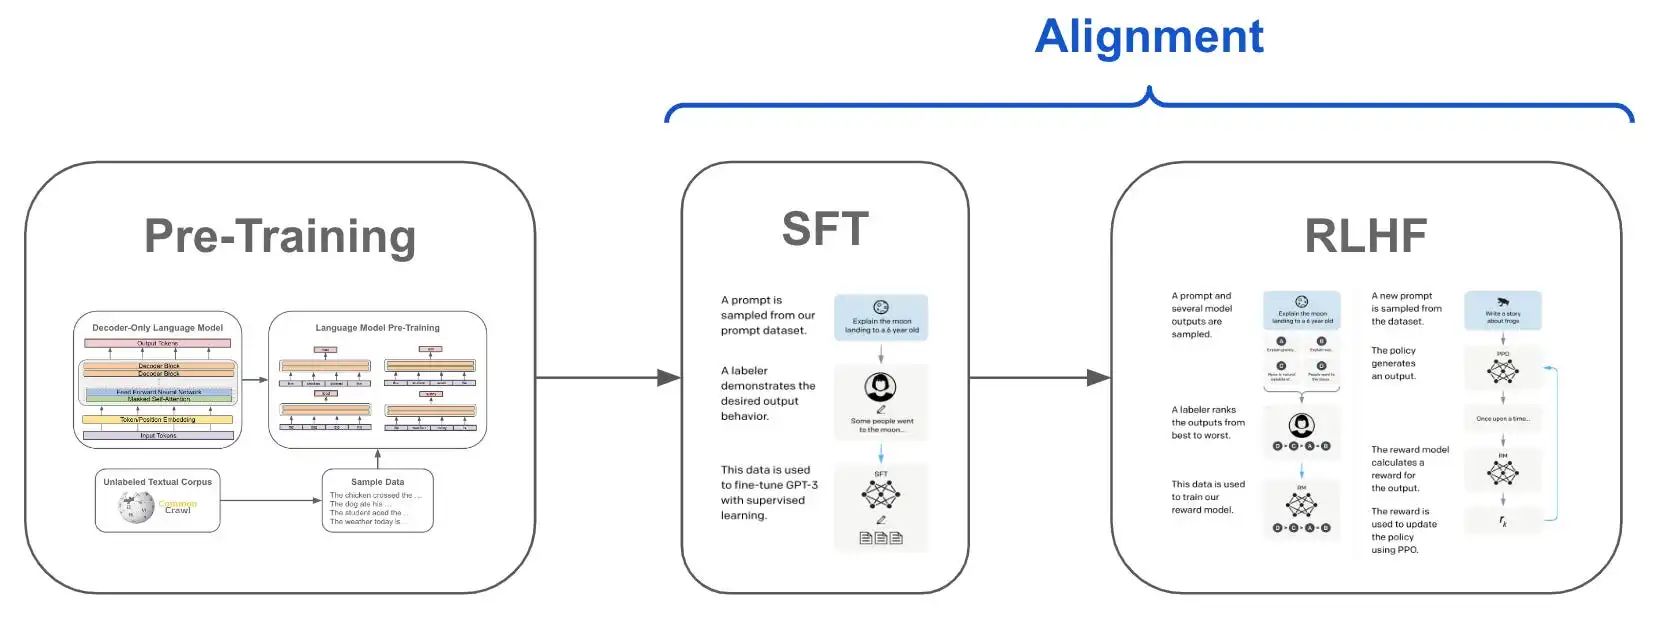 Alignment
Pre-Training
Decoder-Only Language Model
Output Tokens
Decoder Block
Decoder Block
Feed Forward Neural Network
Masked Self-Attention
Token/Position Embedding
Input Tokens
Language Model Pre-Training
Unlabeled Textual Corpus
Common
Crawl
Sample Data
The chicken crossed the ...
The dog ate his ...
The student aced the ...
The weather today is ...
SFT
A prompt is
sampled from our
prompt dataset.
Explain the moon
landing to a 6 year old
A labeler
demonstrates the
desired output
behavior.
Some people went
to the moon...
This data is used
to fine-tune GPT-3
with supervised
learning.
SFT
RLHF
A prompt and
several model
outputs are
sampled.
Explain the moon
landing to a 6 year old
A
B
C
D
A labeler ranks
the outputs from
best to worst.
D > C > A = B
This data is used
to train our
reward model.
RM
D > C > A = B
A new prompt
is sampled from
the dataset.
Write a story
about frogs
The policy
generates
an output.
PPO
Once upon a time...
The reward model
calculates a
reward for
the output.
RM
The reward is
used to update
the policy
using PPO.
rk